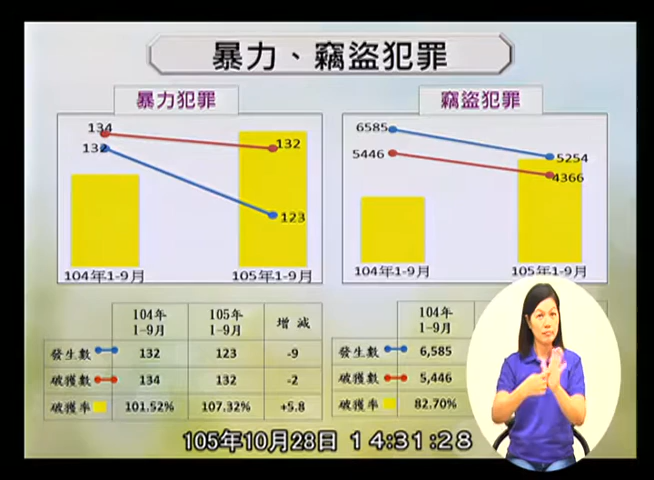 暴力、竊盜犯罪
暴力犯罪
134
132
132
123
104年1-9月
105年1-9月
竊盜犯罪
6585
5446
5254
4366
104年1-9月
105年1-9月
104年
1-9月
105年
1-9月
增 減
發生數 132 123 -9
破獲數 134 132 -2
破獲率 101.52% 107.32% +5.8
104年
1-9月
發生數 6,585
破獲數 5,446
破獲率 82.70%
105年10月28日 14:31:28